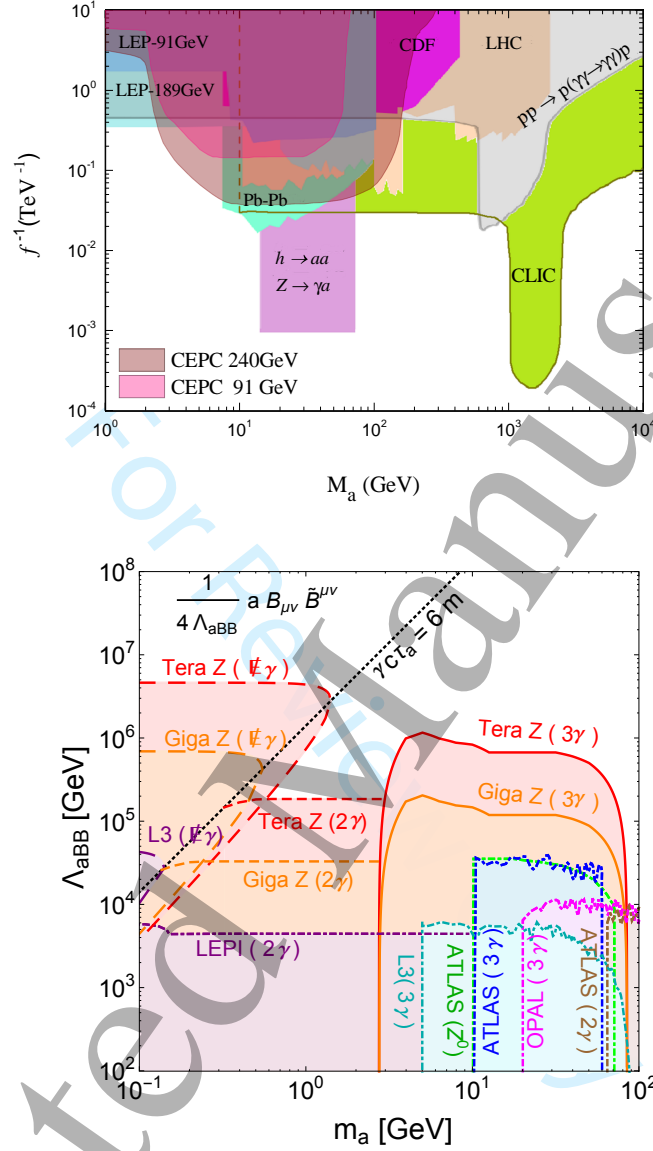 10¹
10⁰
10⁻¹
10⁻²
10⁻³
10⁻⁴
f⁻¹(TeV⁻¹)
LEP-91GeV
CDF
LHC
LEP-189GeV
pp→p(γγ→γγ)p
Pb-Pb
h→aa
Z→γa
CLIC
CEPC 240GeV
CEPC 91 GeV
10⁰ 10¹ 10² 10³ 10⁴
Mₐ (GeV)
For Review
ted Manus
10⁸
10⁷
10⁶
10⁵
10⁴
10³
10²
Λ_aBB [GeV]
1/(4 Λ_aBB) a B_μν B̃^μν
γcτₐ = 6 m
Tera Z (E̸ γ)
Giga Z (E̸ γ)
Tera Z (3γ)
Giga Z (3γ)
L3 (E̸ γ)
Tera Z (2γ)
Giga Z (2γ)
LEPI (2γ)
L3(3γ)
ATLAS (Z⁰)
ATLAS (3γ)
OPAL (3γ)
ATLAS (2γ)
10⁻¹ 10⁰ 10¹ 10²
mₐ [GeV]